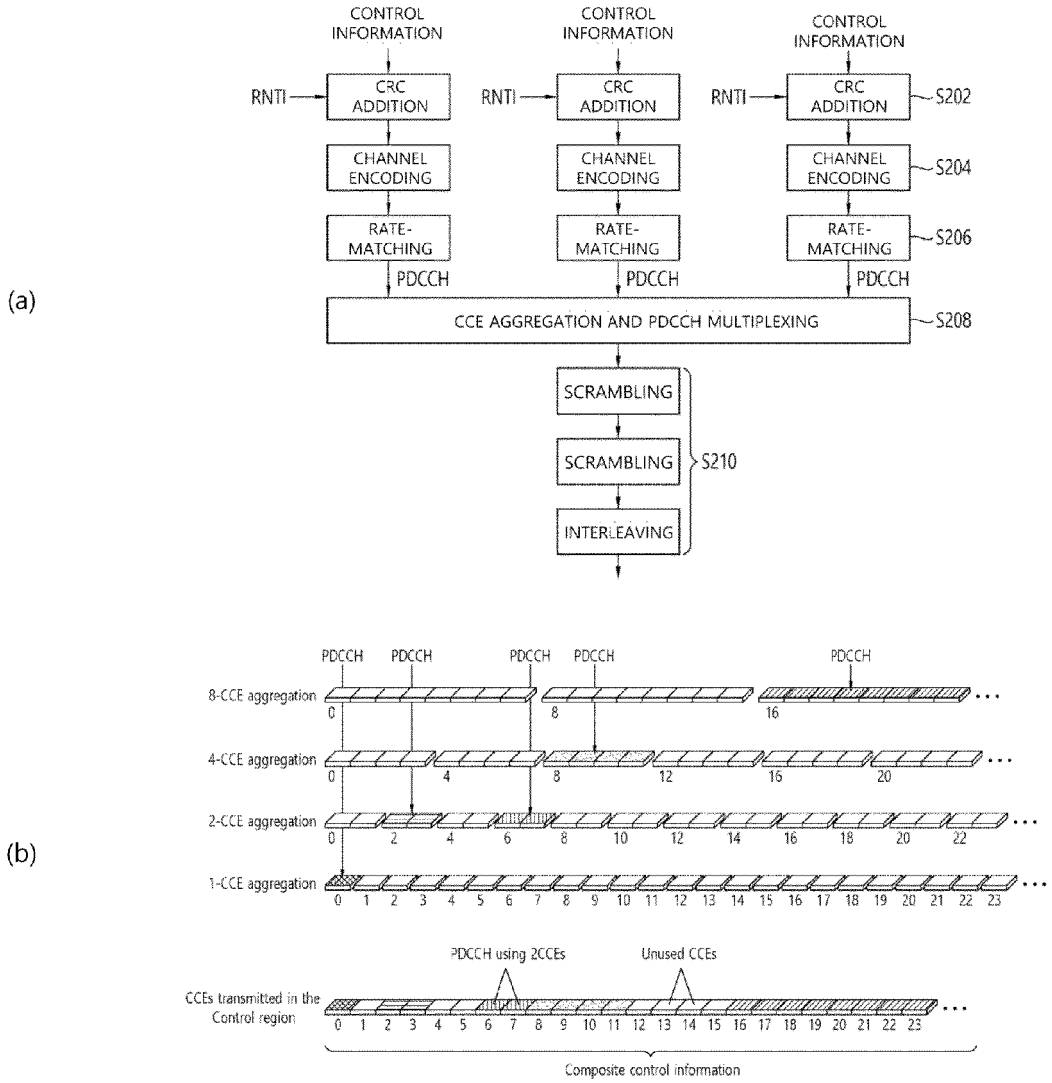 CONTROL
INFORMATION
CONTROL
INFORMATION
CONTROL
INFORMATION
RNTI
CRC
ADDITION
RNTI
CRC
ADDITION
RNTI
CRC
ADDITION
S202
CHANNEL
ENCODING
CHANNEL
ENCODING
CHANNEL
ENCODING
S204
RATE-
MATCHING
RATE-
MATCHING
RATE-
MATCHING
S206
PDCCH
PDCCH
PDCCH
(a)
CCE AGGREGATION AND PDCCH MULTIPLEXING
S208
SCRAMBLING
SCRAMBLING
INTERLEAVING
S210
PDCCH PDCCH PDCCH PDCCH PDCCH
8-CCE aggregation
0 8 16
4-CCE aggregation
0 4 8 12 16 20
2-CCE aggregation
0 2 4 6 8 10 12 14 16 18 20 22
(b)
1-CCE aggregation
0 1 2 3 4 5 6 7 8 9 10 11 12 13 14 15 16 17 18 19 20 21 22 23
PDCCH using 2CCEs
Unused CCEs
CCEs transmitted in the
Control region
0 1 2 3 4 5 6 7 8 9 10 11 12 13 14 15 16 17 18 19 20 21 22 23
Composite control information